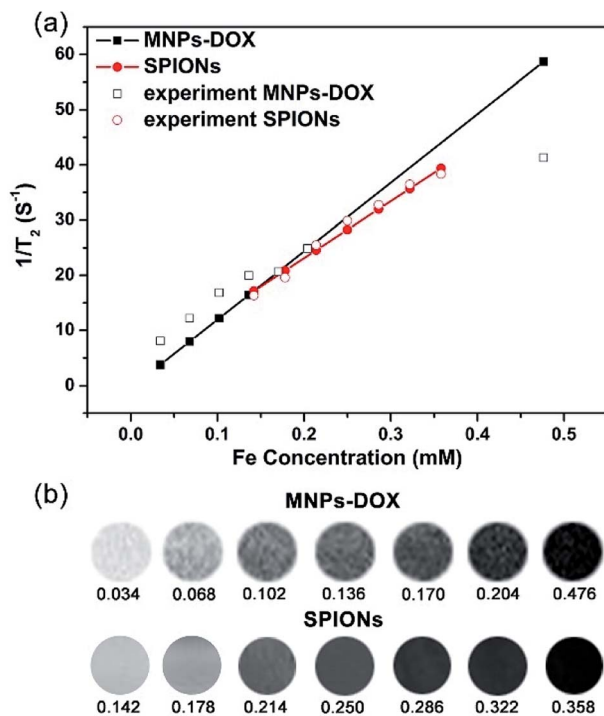 (a)
MNPs-DOX
SPIONs
experiment MNPs-DOX
experiment SPIONs
60
50
40
30
20
10
0
1/T₂ (S⁻¹)
0.0 0.1 0.2 0.3 0.4 0.5
Fe Concentration (mM)
(b)
MNPs-DOX
0.034 0.068 0.102 0.136 0.170 0.204 0.476
SPIONs
0.142 0.178 0.214 0.250 0.286 0.322 0.358